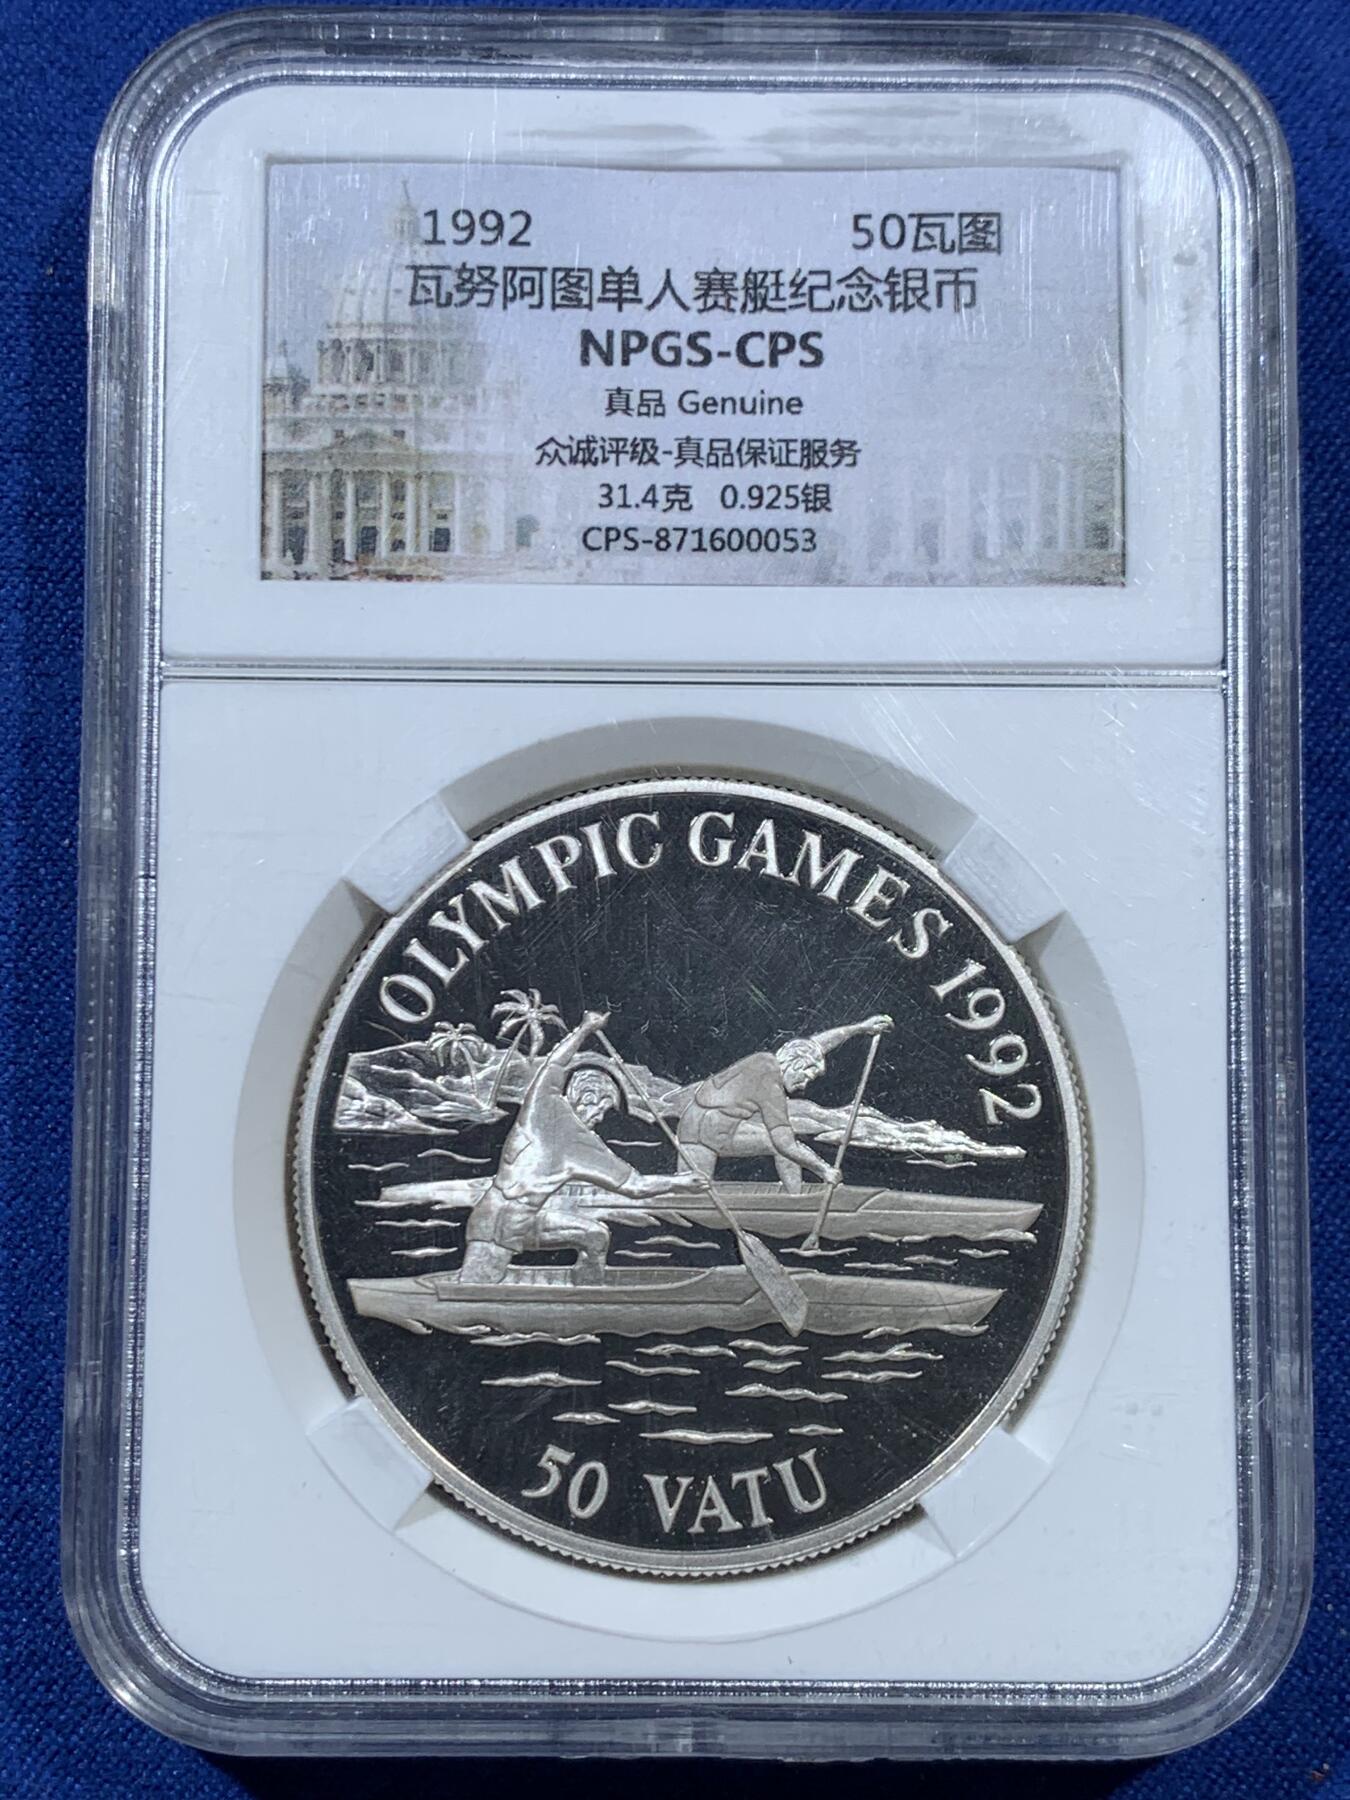 1992 50瓦图
瓦努阿图单人赛艇纪念银币
NPGS-CPS
真品 Genuine
众诚评级-真品保证服务
31.4克 0.925银
CPS-871600053
OLYMPIC GAMES 1992
50 VATU